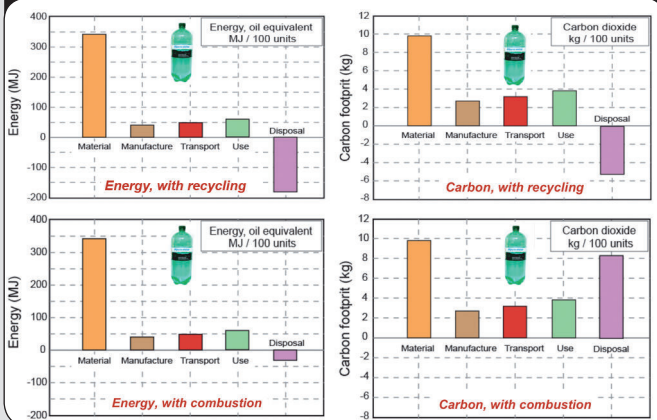 Energy, oil equivalent
MJ / 100 units
Energy (MJ)
400
300
200
100
0
-100
-200
Material Manufacture Transport Use Disposal
Energy, with recycling
Carbon dioxide
kg / 100 units
Carbon footprit (kg)
12
10
8
6
4
2
0
-2
-4
-6
-8
Material Manufacture Transport Use Disposal
Carbon, with recycling
Energy, oil equivalent
MJ / 100 units
Energy (MJ)
400
300
200
100
0
-100
-200
Material Manufacture Transport Use Disposal
Energy, with combustion
Carbon dioxide
kg / 100 units
Carbon footprit (kg)
12
10
8
6
4
2
0
-2
-4
-6
-8
Material Manufacture Transport Use Disposal
Carbon, with combustion